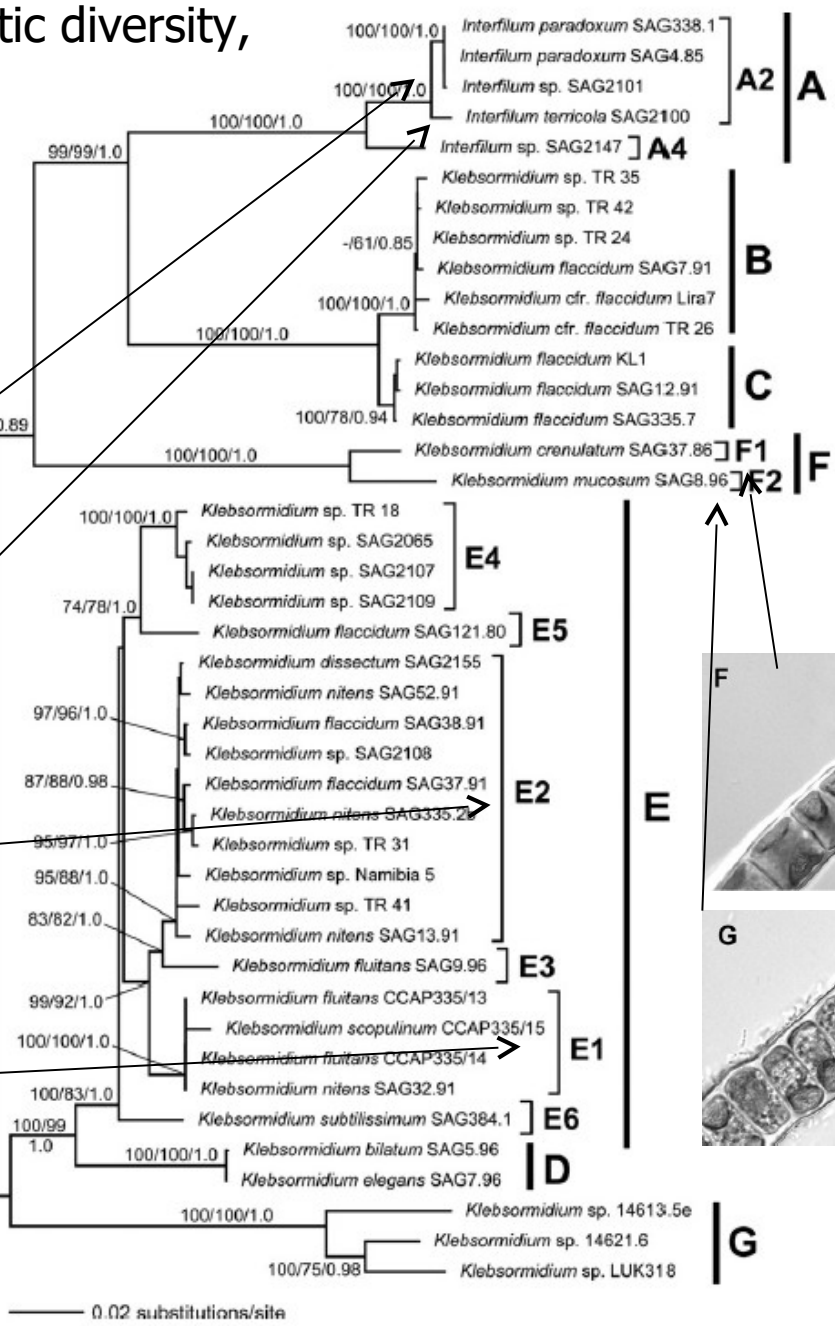 tic diversity,
100/100/1.0
Interfilum paradoxum SAG338.1
Interfilum paradoxum SAG4.85
Interfilum sp. SAG2101
Interfilum terricola SAG2100
A2
A
100/100/1.0
100/100/1.0
Interfilum sp. SAG2147
A4
99/99/1.0
Klebsormidium sp. TR 35
Klebsormidium sp. TR 42
Klebsormidium sp. TR 24
-/61/0.85
Klebsormidium flaccidum SAG7.91
Klebsormidium cfr. flaccidum Lira7
Klebsormidium cfr. flaccidum TR 26
B
100/100/1.0
100/100/1.0
Klebsormidium flaccidum KL1
Klebsormidium flaccidum SAG12.91
Klebsormidium flaccidum SAG335.7
C
100/78/0.94
0.89
100/100/1.0
Klebsormidium crenulatum SAG37.86
F1
Klebsormidium mucosum SAG8.96
F2
F
100/100/1.0
Klebsormidium sp. TR 18
Klebsormidium sp. SAG2065
Klebsormidium sp. SAG2107
Klebsormidium sp. SAG2109
E4
74/78/1.0
Klebsormidium flaccidum SAG121.80
E5
Klebsormidium dissectum SAG2155
Klebsormidium nitens SAG52.91
97/96/1.0
Klebsormidium flaccidum SAG38.91
Klebsormidium sp. SAG2108
87/88/0.98
Klebsormidium flaccidum SAG37.91
Klebsormidium nitens SAG335.2b
95/97/1.0
Klebsormidium sp. TR 31
Klebsormidium sp. Namibia 5
95/88/1.0
Klebsormidium sp. TR 41
Klebsormidium nitens SAG13.91
E2
E
83/82/1.0
Klebsormidium fluitans SAG9.96
E3
99/92/1.0
Klebsormidium fluitans CCAP335/13
Klebsormidium scopulinum CCAP335/15
100/100/1.0
Klebsormidium fluitans CCAP335/14
Klebsormidium nitens SAG32.91
E1
100/83/1.0
Klebsormidium subtilissimum SAG384.1
E6
100/99
1.0
100/100/1.0
Klebsormidium bilatum SAG5.96
Klebsormidium elegans SAG7.96
D
100/100/1.0
Klebsormidium sp. 14613.5e
Klebsormidium sp. 14621.6
100/75/0.98
Klebsormidium sp. LUK318
G
0.02 substitutions/site
F
G